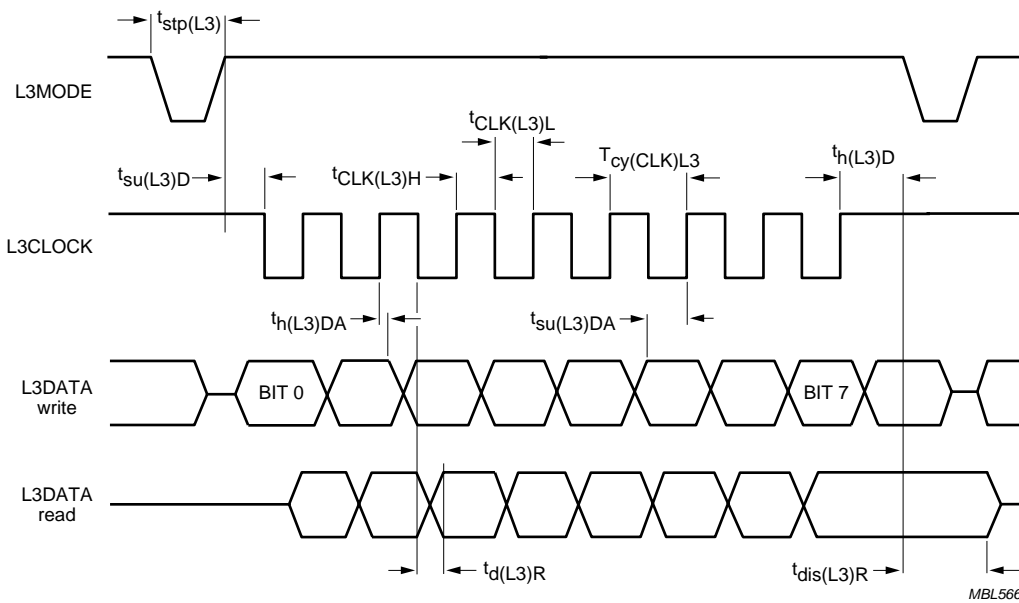 tstp(L3)
L3MODE
tCLK(L3)L
tsu(L3)D
tCLK(L3)H
Tcy(CLK)L3
th(L3)D
L3CLOCK
th(L3)DA
tsu(L3)DA
L3DATA
write
BIT 0
BIT 7
L3DATA
read
td(L3)R
tdis(L3)R
MBL566